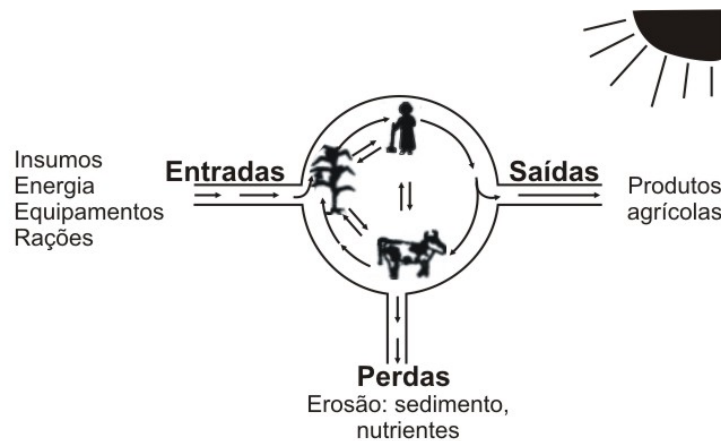 Insumos
Energia
Equipamentos
Rações
Entradas
Saídas
Produtos
agrícolas
Perdas
Erosão: sedimento,
nutrientes